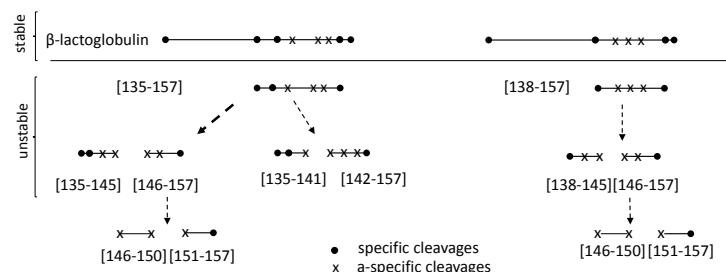 stable
β-lactoglobulin
unstable
[135-157]
[138-157]
[135-145] [146-157]
[135-141] [142-157]
[138-145] [146-157]
[146-150] [151-157]
[146-150] [151-157]
● specific cleavages
x a-specific cleavages